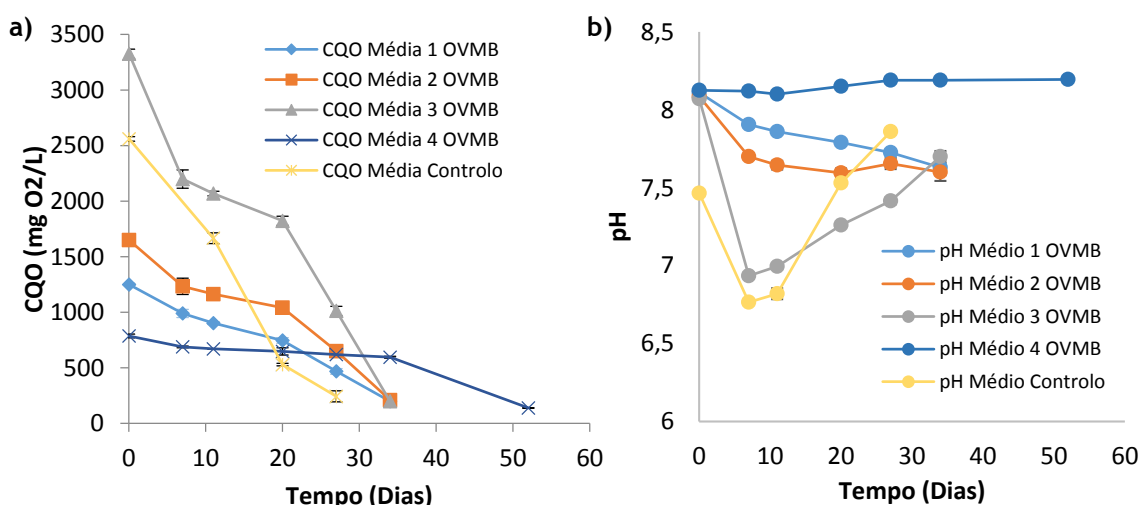 a)
3500
3000
2500
2000
1500
1000
500
0
CQO (mg O2/L)
0 10 20 30 40 50 60
Tempo (Dias)
CQO Média 1 OVMB
CQO Média 2 OVMB
CQO Média 3 OVMB
CQO Média 4 OVMB
CQO Média Controlo
b)
8,5
8
7,5
7
6,5
6
pH
0 10 20 30 40 50 60
Tempo (Dias)
pH Médio 1 OVMB
pH Médio 2 OVMB
pH Médio 3 OVMB
pH Médio 4 OVMB
pH Médio Controlo